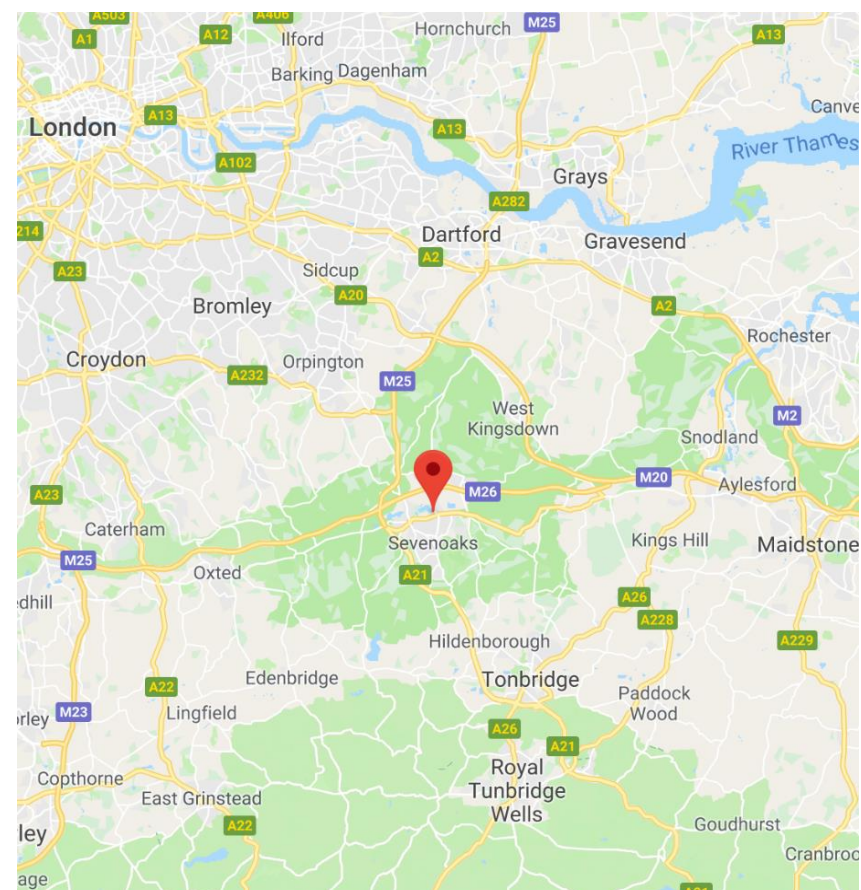 A503
A406
A1
A12
Ilford
Hornchurch
M25
A13
Barking
Dagenham
London
A13
A13
Canve
A102
River Thames
Grays
A282
214
Dartford
Gravesend
A23
A2
Sidcup
A20
Bromley
A2
Rochester
Croydon
Orpington
A232
M25
West
Kingsdown
M2
Snodland
A23
M26
M20
Aylesford
Caterham
Sevenoaks
Kings Hill
Maidstone
M25
Oxted
A21
edhill
A26
A228
A229
Hildenborough
Edenbridge
Tonbridge
A22
Paddock
Wood
M23
orley
Lingfield
A26
A21
Royal
Tunbridge
Wells
Copthorne
East Grinstead
A22
Goudhurst
ley
Cranbroo
age